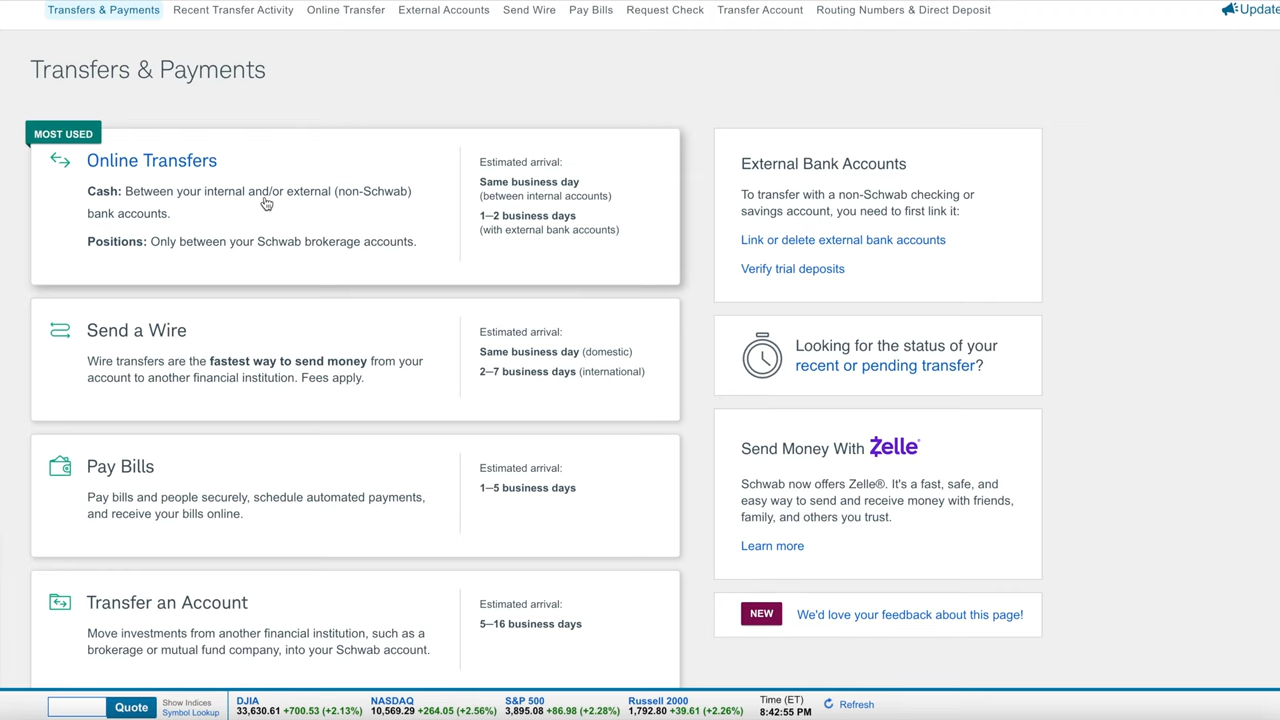 Transfers & Payments Recent Transfer Activity Online Transfer External Accounts Send Wire Pay Bills Request Check Transfer Account Routing Numbers & Direct Deposit Update
Transfers & Payments
MOST USED
Online Transfers
Cash: Between your internal and/or external (non-Schwab)
bank accounts.
Positions: Only between your Schwab brokerage accounts.
Estimated arrival:
Same business day
(between internal accounts)
1–2 business days
(with external bank accounts)
Send a Wire
Wire transfers are the fastest way to send money from your
account to another financial institution. Fees apply.
Estimated arrival:
Same business day (domestic)
2–7 business days (international)
Pay Bills
Pay bills and people securely, schedule automated payments,
and receive your bills online.
Estimated arrival:
1–5 business days
Transfer an Account
Move investments from another financial institution, such as a
brokerage or mutual fund company, into your Schwab account.
Estimated arrival:
5–16 business days
External Bank Accounts
To transfer with a non-Schwab checking or
savings account, you need to first link it:
Link or delete external bank accounts
Verify trial deposits
Looking for the status of your
recent or pending transfer?
Send Money With Zelle
Schwab now offers Zelle®. It's a fast, safe, and
easy way to send and receive money with friends,
family, and others you trust.
Learn more
NEW We'd love your feedback about this page!
Quote
Show Indices
Symbol Lookup
DJIA
33,630.61 +700.53 (+2.13%)
NASDAQ
10,569.29 +264.05 (+2.56%)
S&P 500
3,895.08 +86.98 (+2.28%)
Russell 2000
1,792.80 +39.61 (+2.26%)
Time (ET)
8:42:55 PM
Refresh